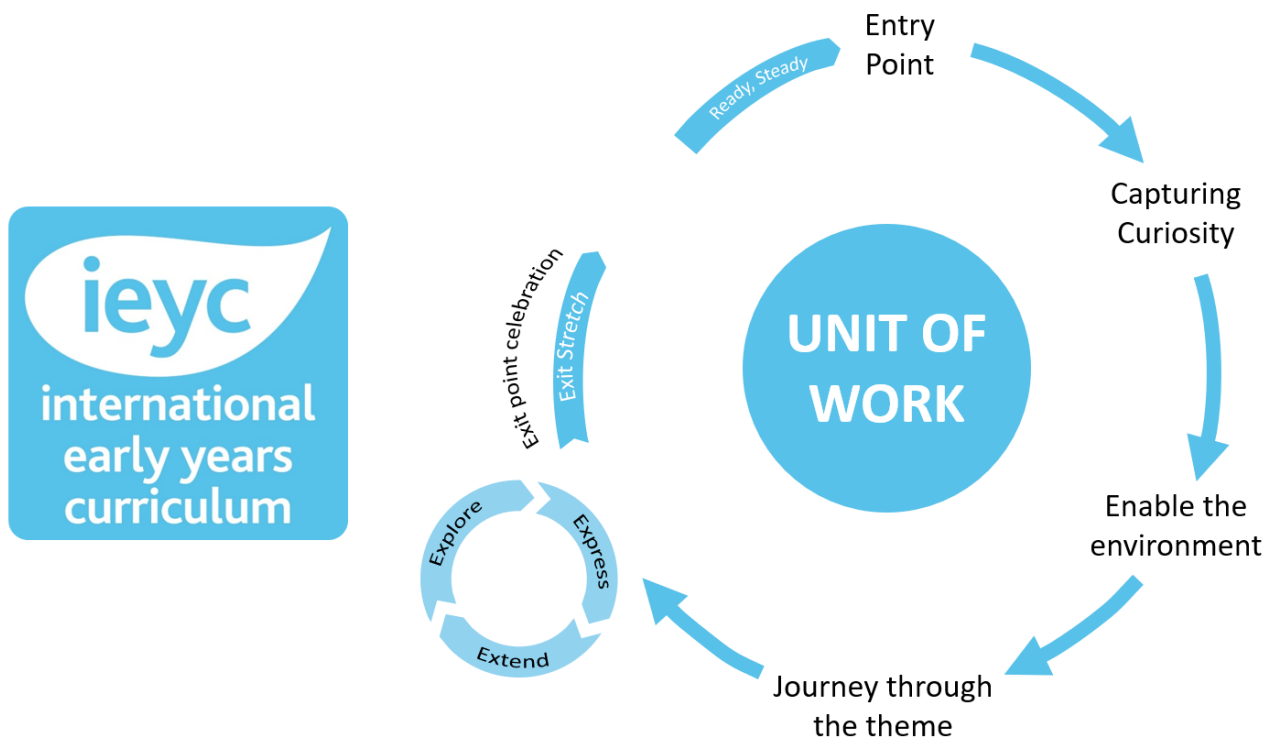 ieyc
international
early years
curriculum
Ready, Steady
Entry
Point
Capturing
Curiosity
Enable the
environment
Journey through
the theme
Explore
Express
Extend
Exit point celebration
Exit Stretch
UNIT OF
WORK